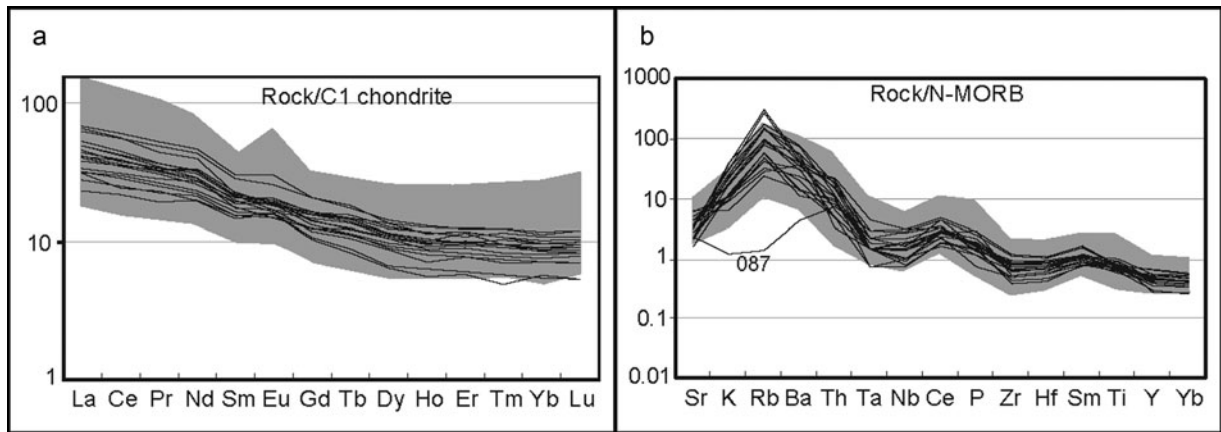 a
Rock/C1 chondrite
100
10
1
La Ce Pr Nd Sm Eu Gd Tb Dy Ho Er Tm Yb Lu
b
Rock/N-MORB
1000
100
10
1
0.1
0.01
087
Sr K Rb Ba Th Ta Nb Ce P Zr Hf Sm Ti Y Yb